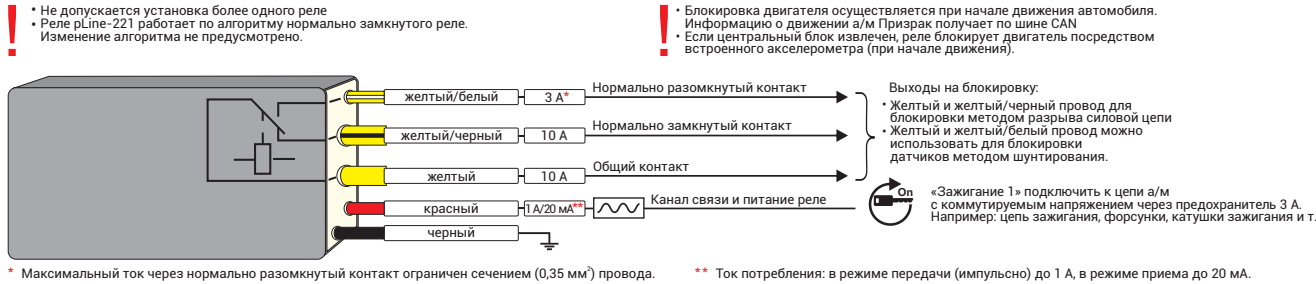 • Не допускается установка более одного реле
• Реле pLine-221 работает по алгоритму нормально замкнутого реле.
Изменение алгоритма не предусмотрено.
• Блокировка двигателя осуществляется при начале движения автомобиля.
Информацию о движении а/м Призрак получает по шине CAN
• Если центральный блок извлечен, реле блокирует двигатель посредством
встроенного акселерометра (при начале движения).
желтый/белый 3 А* Нормально разомкнутый контакт
желтый/черный 10 А Нормально замкнутый контакт
желтый 10 А Общий контакт
красный 1 А/20 мА** Канал связи и питание реле
черный
Выходы на блокировку:
• Желтый и желтый/черный провод для
блокировки методом разрыва силовой цепи
• Желтый и желтый/белый провод можно
использовать для блокировки
датчиков методом шунтирования.
On
«Зажигание 1» подключить к цепи а/м
с коммутируемым напряжением через предохранитель 3 А.
Например: цепь зажигания, форсунки, катушки зажигания и т.
* Максимальный ток через нормально разомкнутый контакт ограничен сечением (0,35 мм²) провода.
** Ток потребления: в режиме передачи (импульсно) до 1 А, в режиме приема до 20 мА.